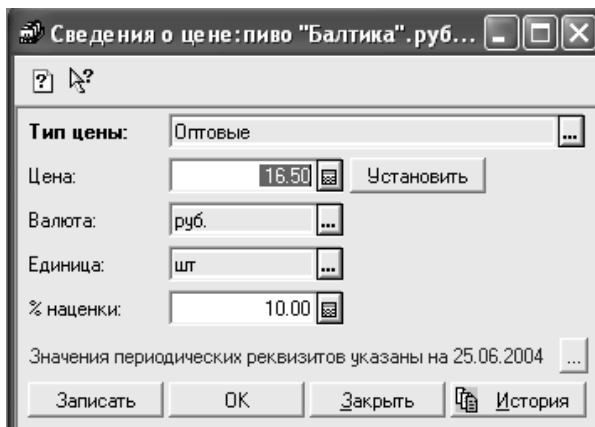 Сведения о цене:пиво "Балтика".руб...
Тип цены: Оптовые ...
Цена: 16.50 Установить
Валюта: руб. ...
Единица: шт ...
% наценки: 10.00
Значения периодических реквизитов указаны на 25.06.2004 ...
Записать OK Закрыть История